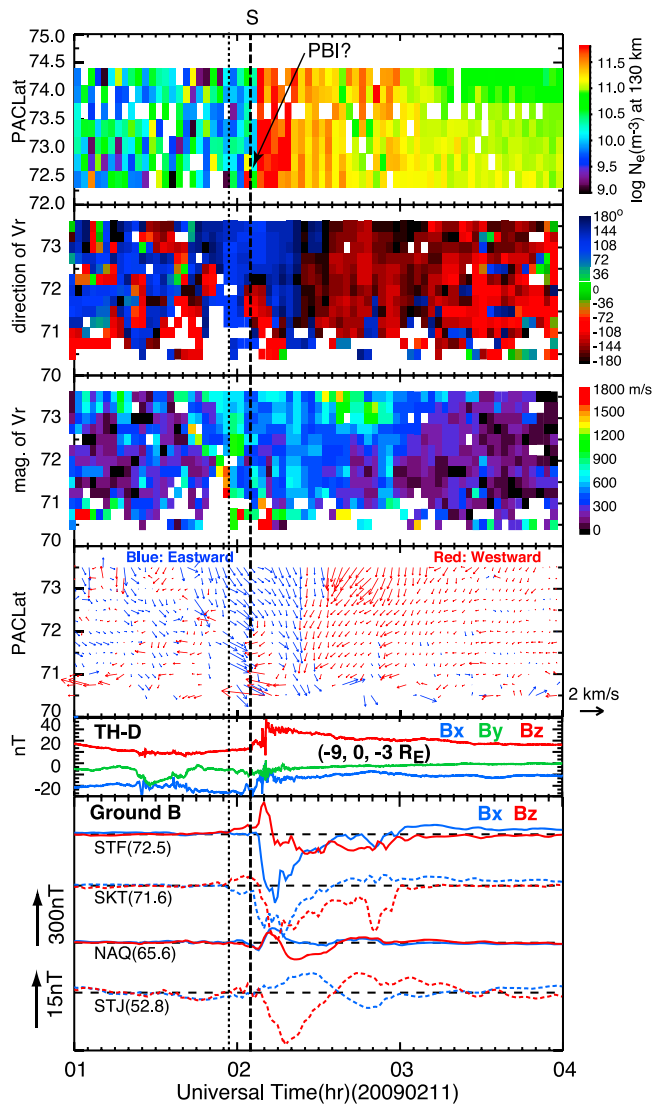 S
PBI?
75.0
74.0
73.5
73.0
72.5
72.0
PACLat
11.5
11.0
10.5
10.0
9.5
9.0
log Ne(m-3) at 130 km
73
72
71
70
direction of Vr
180o
144
108
72
36
0
-36
-72
-108
-144
-180
73
72
71
70
mag. of Vr
1800 m/s
1500
1200
900
600
300
0
Blue: Eastward
Red: Westward
73
72
71
70
PACLat
2 km/s
40
20
0
-20
nT
TH-D
Bx By Bz
(-9, 0, -3 RE)
Ground B
Bx Bz
STF(72.5)
SKT(71.6)
NAQ(65.6)
STJ(52.8)
300nT
15nT
01
02
03
04
Universal Time(hr)(20090211)